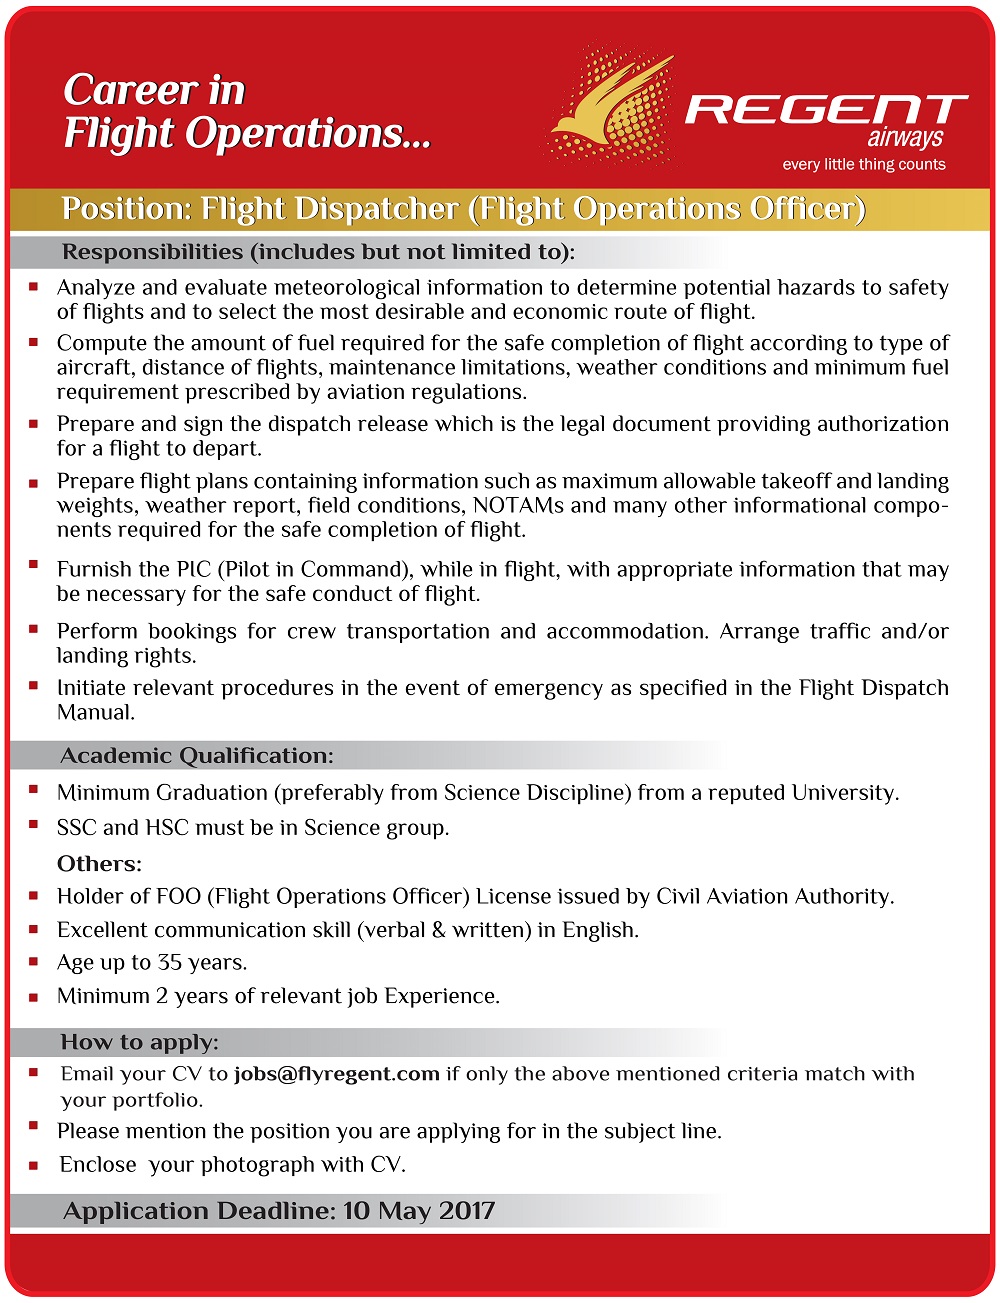 Career in
Flight Operations...
REGENT
airways
every little thing counts
Position: Flight Dispatcher (Flight Operations Officer)
Responsibilities (includes but not limited to):
Analyze and evaluate meteorological information to determine potential hazards to safety
of flights and to select the most desirable and economic route of flight.
Compute the amount of fuel required for the safe completion of flight according to type of
aircraft, distance of flights, maintenance limitations, weather conditions and minimum fuel
requirement prescribed by aviation regulations.
Prepare and sign the dispatch release which is the legal document providing authorization
for a flight to depart.
Prepare flight plans containing information such as maximum allowable takeoff and landing
weights, weather report, field conditions, NOTAMs and many other informational compo-
nents required for the safe completion of flight.
Furnish the PIC (Pilot in Command), while in flight, with appropriate information that may
be necessary for the safe conduct of flight.
Perform bookings for crew transportation and accommodation. Arrange traffic and/or
landing rights.
Initiate relevant procedures in the event of emergency as specified in the Flight Dispatch
Manual.
Academic Qualification:
Minimum Graduation (preferably from Science Discipline) from a reputed University.
SSC and HSC must be in Science group.
Others:
Holder of FOO (Flight Operations Officer) License issued by Civil Aviation Authority.
Excellent communication skill (verbal & written) in English.
Age up to 35 years.
Minimum 2 years of relevant job Experience.
How to apply:
Email your CV to jobs@flyregent.com if only the above mentioned criteria match with
your portfolio.
Please mention the position you are applying for in the subject line.
Enclose your photograph with CV.
Application Deadline: 10 May 2017